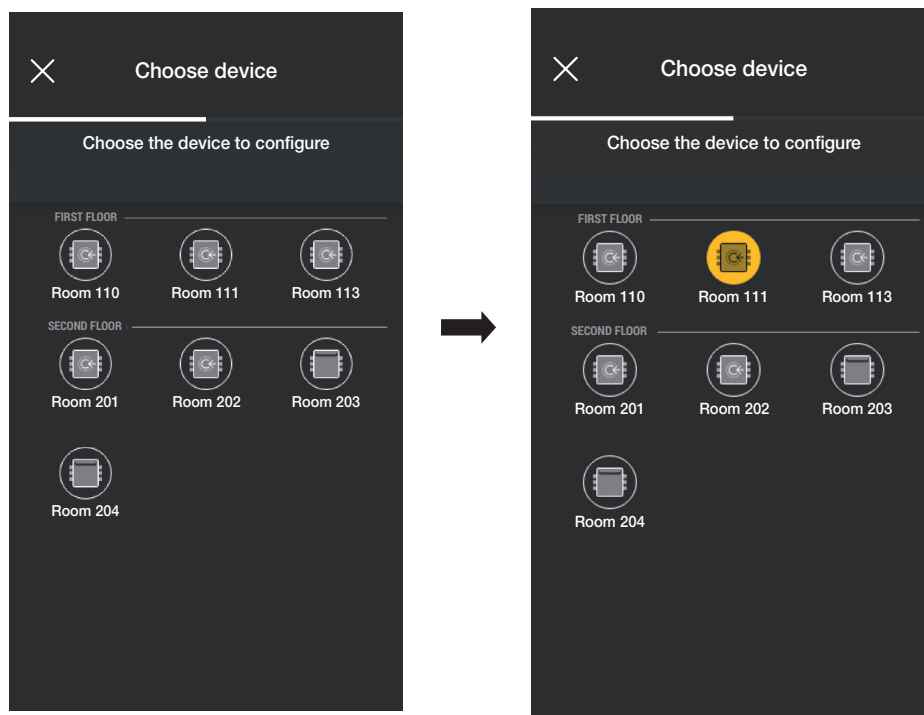 Choose device
Choose the device to configure
FIRST FLOOR
Room 110 Room 111 Room 113
SECOND FLOOR
Room 201 Room 202 Room 203
Room 204
Choose device
Choose the device to configure
FIRST FLOOR
Room 110 Room 111 Room 113
SECOND FLOOR
Room 201 Room 202 Room 203
Room 204